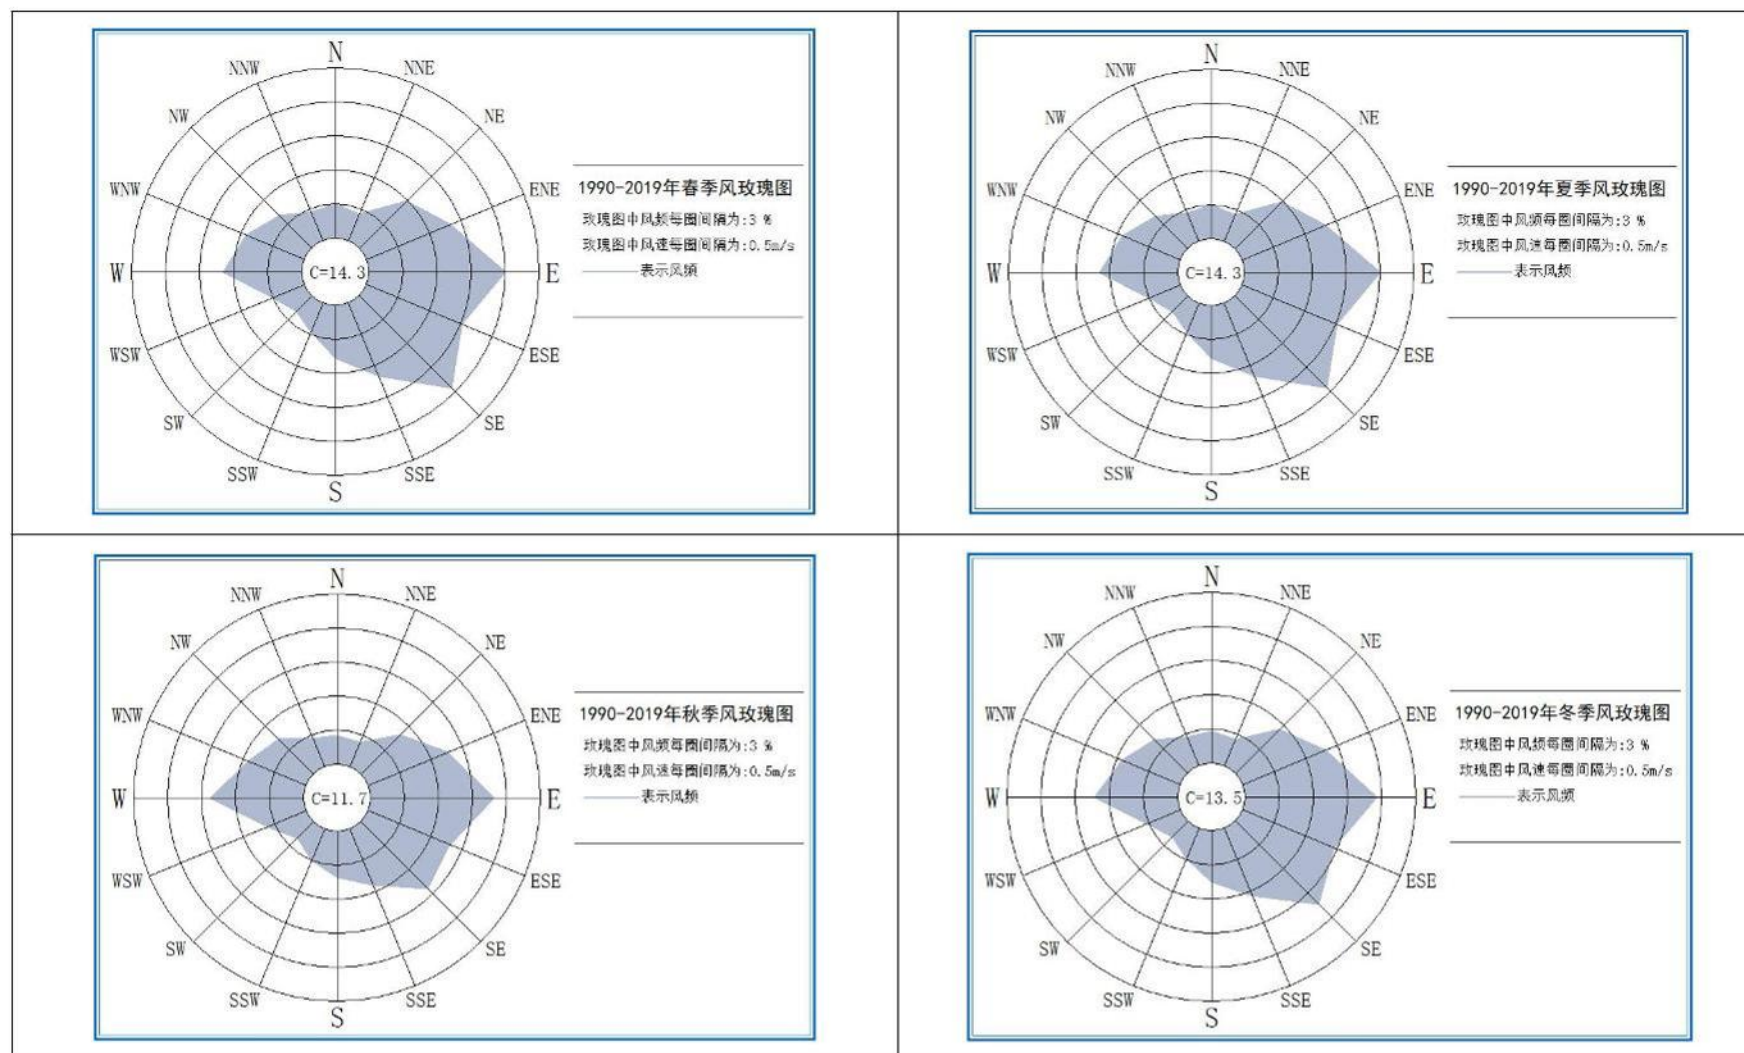 N
NNW
NNE
NW
NE
WNW
ENE
1990-2019年春季风玫瑰图
玫瑰图中风频每圈间隔为:3 %
玫瑰图中风速每圈间隔为:0.5m/s
W
C=14.3
E
表示风频
WSW
ESE
SW
SE
SSW
SSE
S
N
NNW
NNE
NW
NE
WNW
ENE
1990-2019年夏季风玫瑰图
玫瑰图中风频每圈间隔为:3 %
玫瑰图中风速每圈间隔为:0.5m/s
W
C=14.3
E
表示风频
WSW
ESE
SW
SE
SSW
SSE
S
N
NNW
NNE
NW
NE
WNW
ENE
1990-2019年秋季风玫瑰图
玫瑰图中风频每圈间隔为:3 %
玫瑰图中风速每圈间隔为:0.5m/s
W
C=11.7
E
表示风频
WSW
ESE
SW
SE
SSW
SSE
S
N
NNW
NNE
NW
NE
WNW
ENE
1990-2019年冬季风玫瑰图
玫瑰图中风频每圈间隔为:3 %
玫瑰图中风速每圈间隔为:0.5m/s
W
C=13.5
E
表示风频
WSW
ESE
SW
SE
SSW
SSE
S